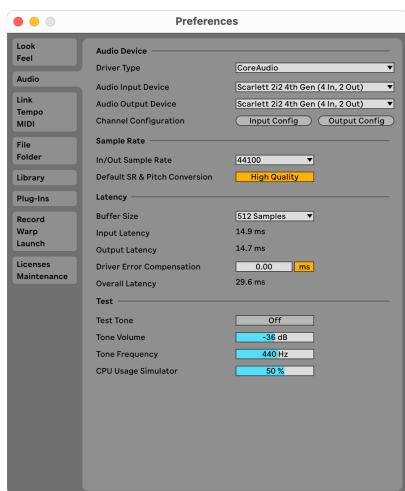 Preferences
Look
Feel
Audio
Link
Tempo
MIDI
File
Folder
Library
Plug-Ins
Record
Warp
Launch
Licenses
Maintenance
Audio Device
Driver Type CoreAudio
Audio Input Device Scarlett 2i2 4th Gen (4 In, 2 Out)
Audio Output Device Scarlett 2i2 4th Gen (4 In, 2 Out)
Channel Configuration Input Config Output Config
Sample Rate
In/Out Sample Rate 44100
Default SR & Pitch Conversion High Quality
Latency
Buffer Size 512 Samples
Input Latency 14.9 ms
Output Latency 14.7 ms
Driver Error Compensation 0.00 ms
Overall Latency 29.6 ms
Test
Test Tone Off
Tone Volume -36 dB
Tone Frequency 440 Hz
CPU Usage Simulator 50 %